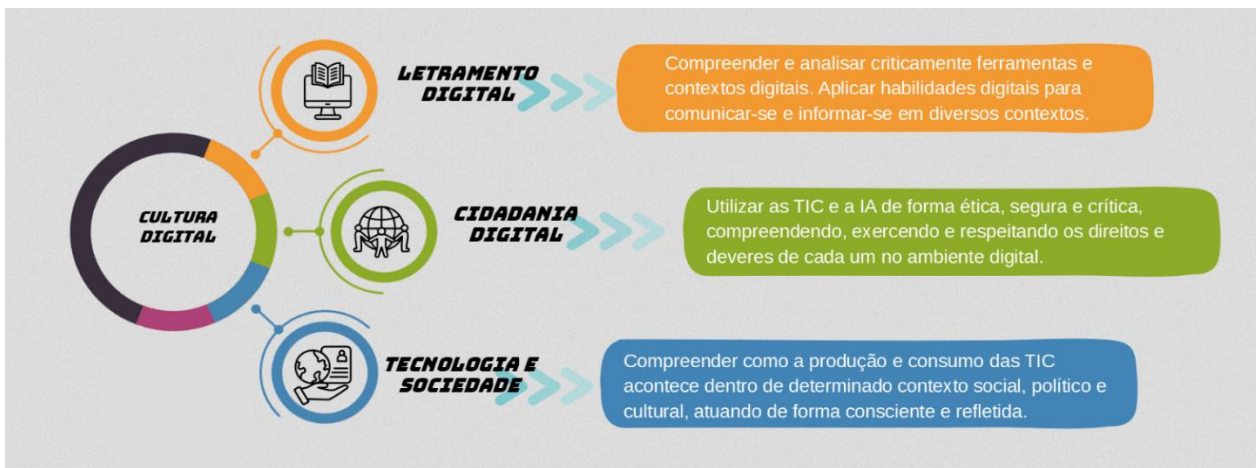 LETRAMENTO
DIGITAL
Compreender e analisar criticamente ferramentas e
contextos digitais. Aplicar habilidades digitais para
comunicar-se e informar-se em diversos contextos.
CULTURA
DIGITAL
CIDADANIA
DIGITAL
Utilizar as TIC e a IA de forma ética, segura e crítica,
compreendendo, exercendo e respeitando os direitos e
deveres de cada um no ambiente digital.
TECNOLOGIA E
SOCIEDADE
Compreender como a produção e consumo das TIC
acontece dentro de determinado contexto social, político e
cultural, atuando de forma consciente e refletida.